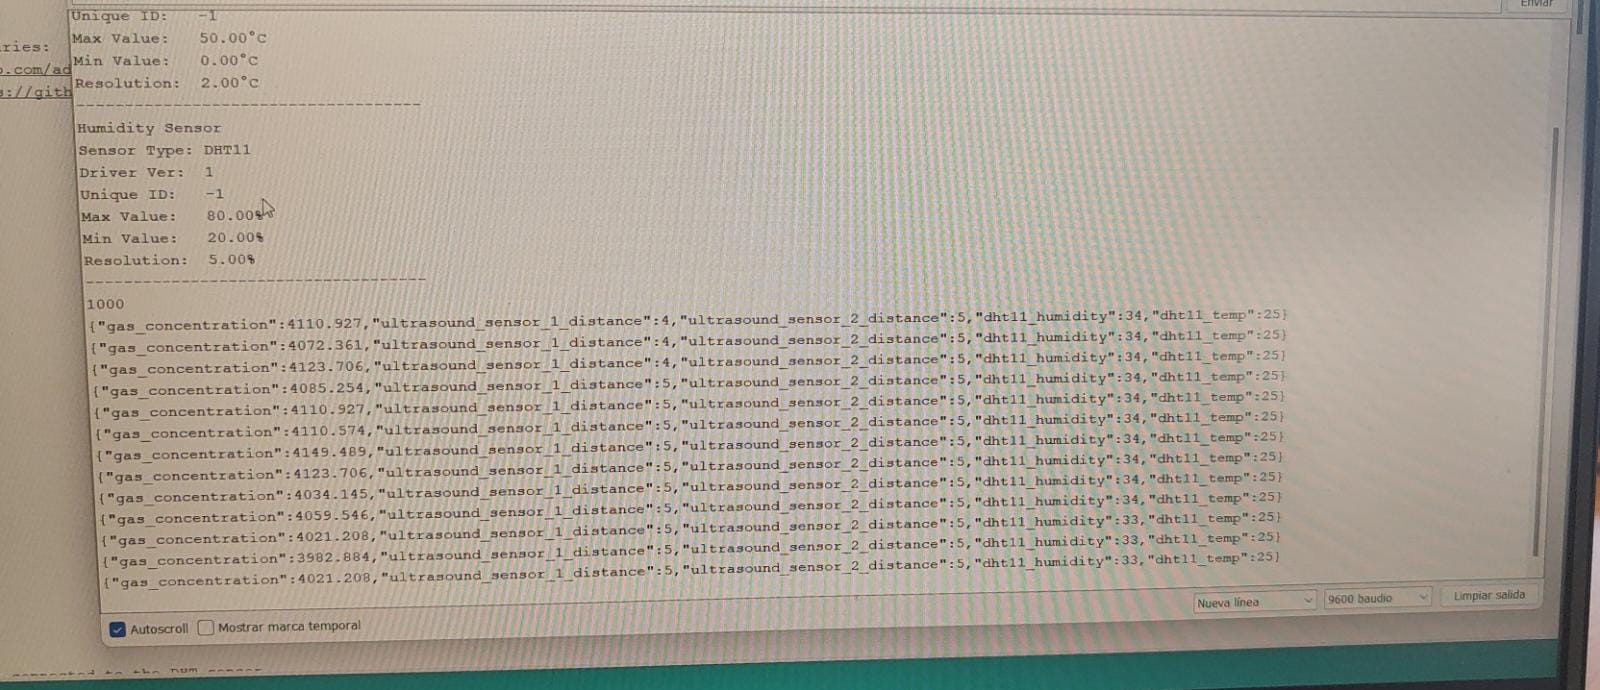 Enviar
Unique ID: -1
ries:
Max Value: 50.00°C
o.com/ad
Min Value: 0.00°C
s://gith
Resolution: 2.00°C
------------------------------------
Humidity Sensor
Sensor Type: DHT11
Driver Ver: 1
Unique ID: -1
Max Value: 80.00%
Min Value: 20.00%
Resolution: 5.00%
------------------------------------
1000
{"gas_concentration":4110.927,"ultrasound_sensor_1_distance":4,"ultrasound_sensor_2_distance":5,"dht11_humidity":34,"dht11_temp":25}
{"gas_concentration":4072.361,"ultrasound_sensor_1_distance":4,"ultrasound_sensor_2_distance":5,"dht11_humidity":34,"dht11_temp":25}
{"gas_concentration":4123.706,"ultrasound_sensor_1_distance":4,"ultrasound_sensor_2_distance":5,"dht11_humidity":34,"dht11_temp":25}
{"gas_concentration":4085.254,"ultrasound_sensor_1_distance":5,"ultrasound_sensor_2_distance":5,"dht11_humidity":34,"dht11_temp":25}
{"gas_concentration":4110.927,"ultrasound_sensor_1_distance":5,"ultrasound_sensor_2_distance":5,"dht11_humidity":34,"dht11_temp":25}
{"gas_concentration":4110.574,"ultrasound_sensor_1_distance":5,"ultrasound_sensor_2_distance":5,"dht11_humidity":34,"dht11_temp":25}
{"gas_concentration":4149.489,"ultrasound_sensor_1_distance":5,"ultrasound_sensor_2_distance":5,"dht11_humidity":34,"dht11_temp":25}
{"gas_concentration":4123.706,"ultrasound_sensor_1_distance":5,"ultrasound_sensor_2_distance":5,"dht11_humidity":34,"dht11_temp":25}
{"gas_concentration":4034.145,"ultrasound_sensor_1_distance":5,"ultrasound_sensor_2_distance":5,"dht11_humidity":34,"dht11_temp":25}
{"gas_concentration":4059.546,"ultrasound_sensor_1_distance":5,"ultrasound_sensor_2_distance":5,"dht11_humidity":34,"dht11_temp":25}
{"gas_concentration":4021.208,"ultrasound_sensor_1_distance":5,"ultrasound_sensor_2_distance":5,"dht11_humidity":33,"dht11_temp":25}
{"gas_concentration":3982.884,"ultrasound_sensor_1_distance":5,"ultrasound_sensor_2_distance":5,"dht11_humidity":33,"dht11_temp":25}
{"gas_concentration":4021.208,"ultrasound_sensor_1_distance":5,"ultrasound_sensor_2_distance":5,"dht11_humidity":33,"dht11_temp":25}
Autoscroll Mostrar marca temporal Nueva línea 9600 baudio Limpiar salida